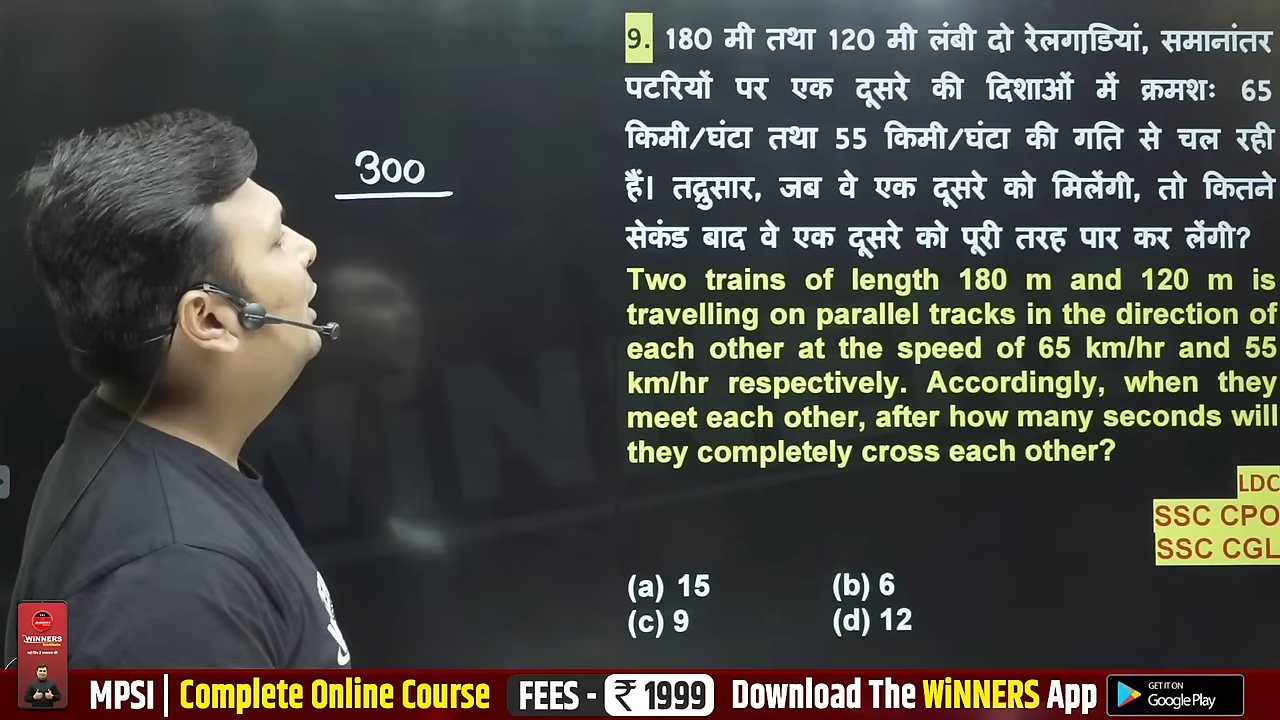 300
9. 180 मी तथा 120 मी लंबी दो रेलगाडियां, समानांतर
पटरियों पर एक दूसरे की दिशाओं में क्रमशः 65
किमी/घंटा तथा 55 किमी/घंटा की गति से चल रही
हैं। तद्नुसार, जब वे एक दूसरे को मिलेंगी, तो कितने
सेकंड बाद वे एक दूसरे को पूरी तरह पार कर लेंगी?
Two trains of length 180 m and 120 m is
travelling on parallel tracks in the direction of
each other at the speed of 65 km/hr and 55
km/hr respectively. Accordingly, when they
meet each other, after how many seconds will
they completely cross each other?
LDC
SSC CPO
SSC CGL
(a) 15 (b) 6
(c) 9 (d) 12
WiNNERS
MPSI | Complete Online Course FEES - ₹ 1999 Download The WiNNERS App GET IT ON Google Play